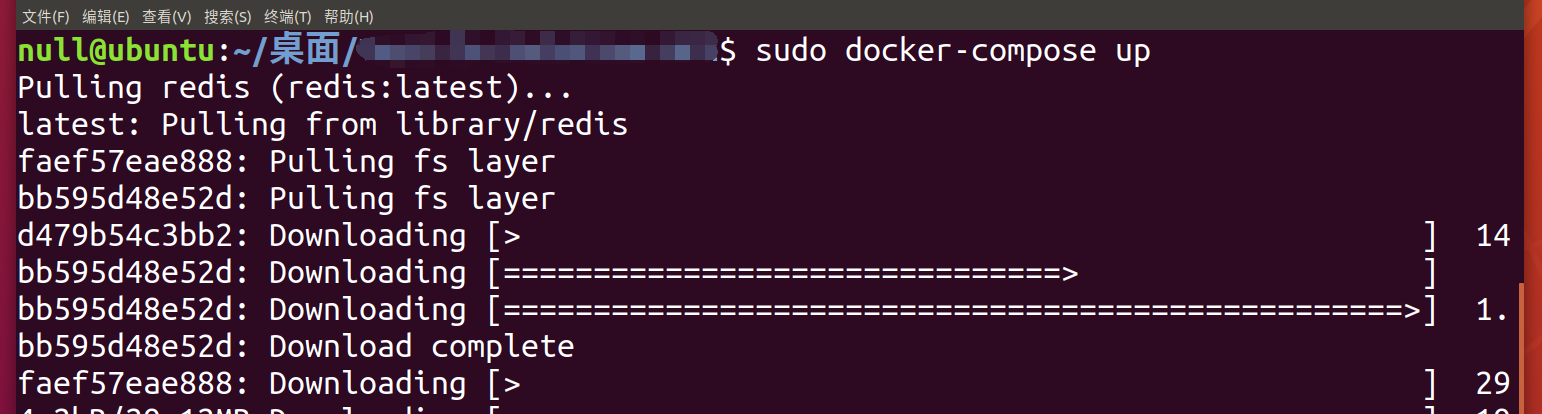 文件(F) 编辑(E) 查看(V) 搜索(S) 终端(T) 帮助(H)
null@ubuntu:~/桌面/$ sudo docker-compose up
Pulling redis (redis:latest)...
latest: Pulling from library/redis
faef57eae888: Pulling fs layer
bb595d48e52d: Pulling fs layer
d479b54c3bb2: Downloading [> ] 14
bb595d48e52d: Downloading [===============================> ]
bb595d48e52d: Downloading [==================================================>] 1.
bb595d48e52d: Download complete
faef57eae888: Downloading [> ] 29